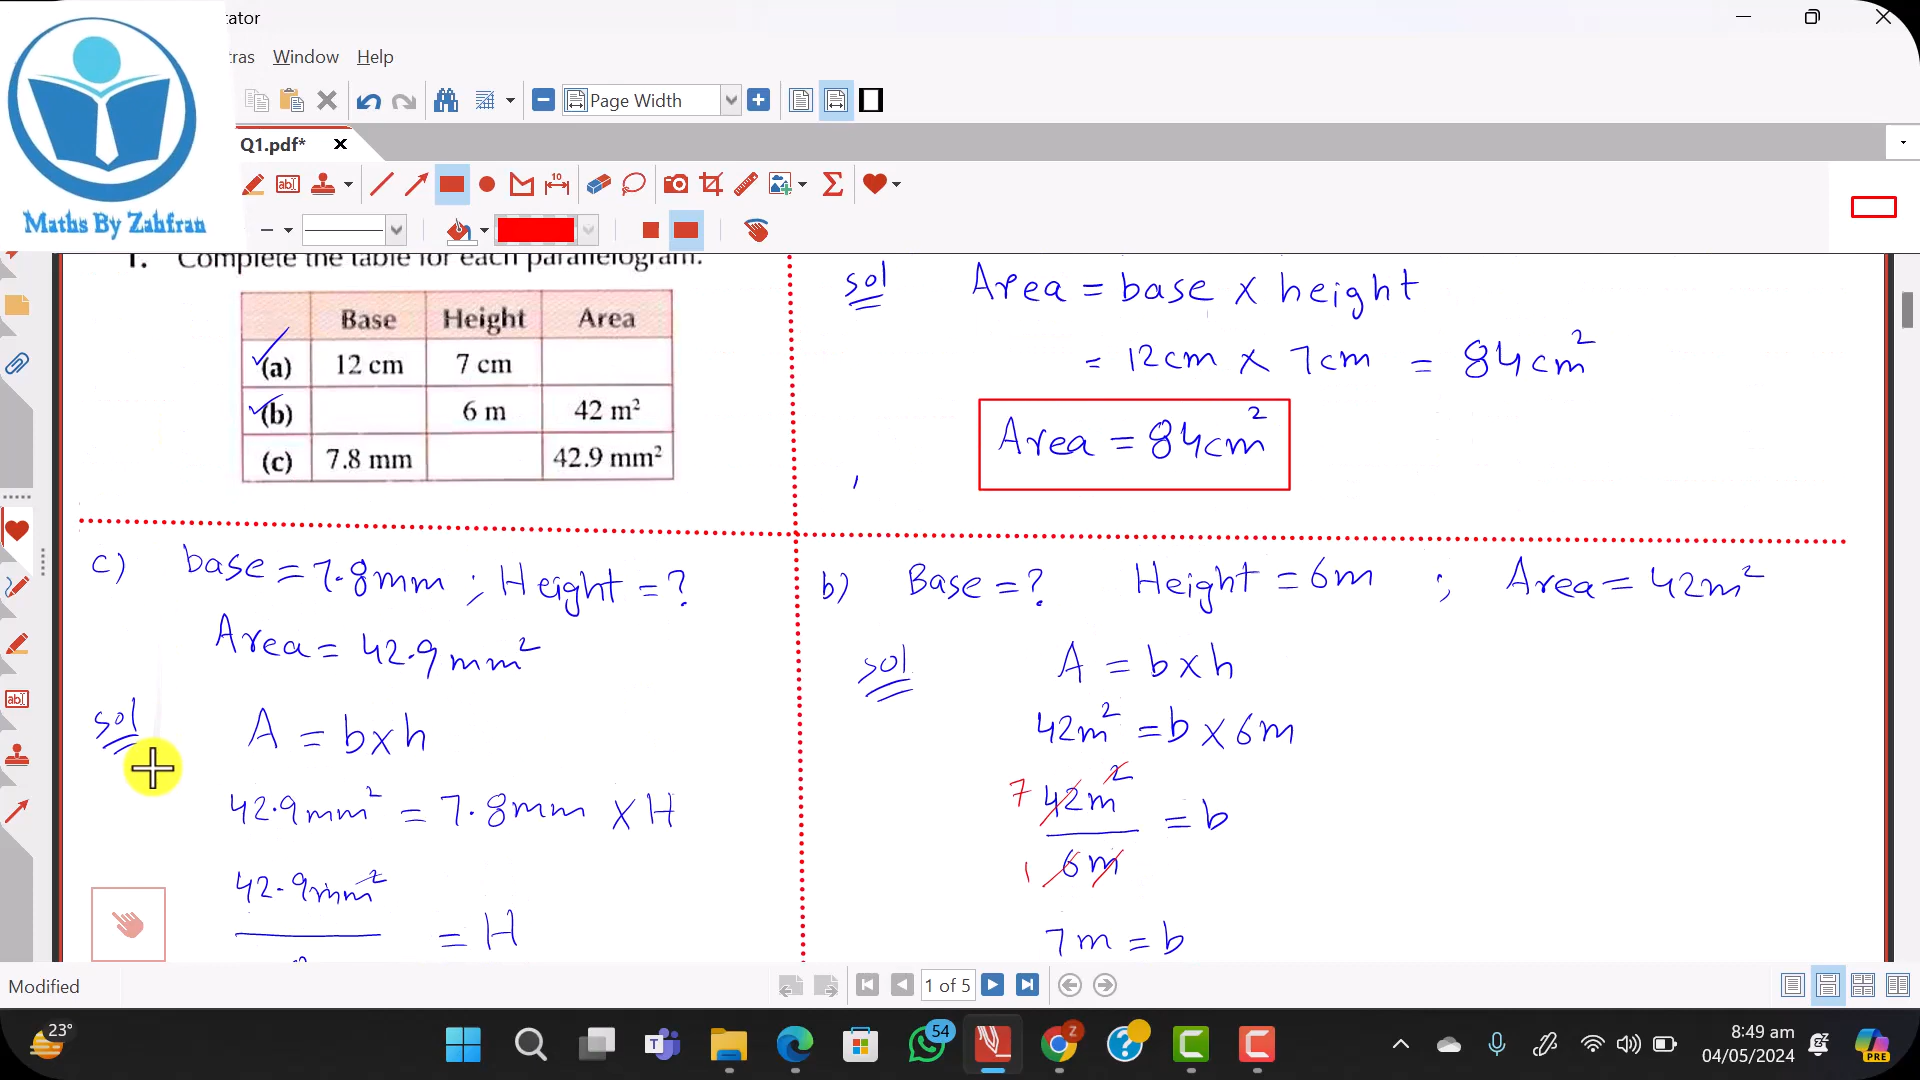 tator
tras Window Help
Page Width
Q1.pdf*
Maths By Zahfran
1. Complete the table for each parallelogram.
Base Height Area
(a) 12 cm 7 cm
(b) 6 m 42 m²
(c) 7.8 mm 42.9 mm²
sol Area = base × height
= 12cm × 7cm = 84cm²
Area = 84cm²
c) base = 7.8mm ; Height = ?
Area = 42.9 mm²
sol A = b×h
42.9mm² = 7.8mm × H
42.9mm²
= H
b) Base = ? Height = 6m ; Area = 42m²
sol A = b×h
42m² = b × 6m
7 42m²
= b
1 6m
7m = b
Modified
1 of 5
23°
54
Z
8:49 am
04/05/2024
PRE